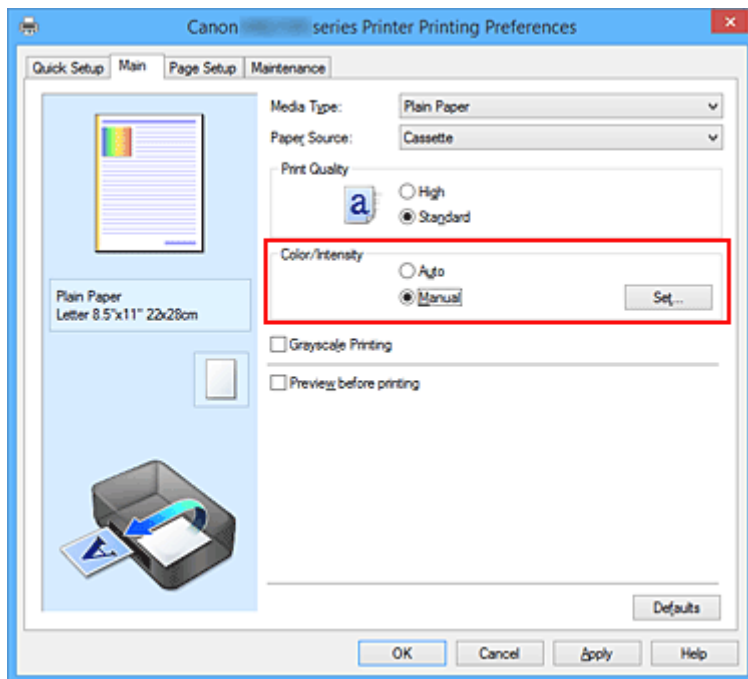 Canon series Printer Printing Preferences
Quick Setup Main Page Setup Maintenance
Media Type: Plain Paper
Paper Source: Cassette
Print Quality
High
a
Standard
Color/Intensity
Auto
Manual Set...
Plain Paper
Letter 8.5"x11" 22x28cm
Grayscale Printing
Preview before printing
A
Defaults
OK Cancel Apply Help